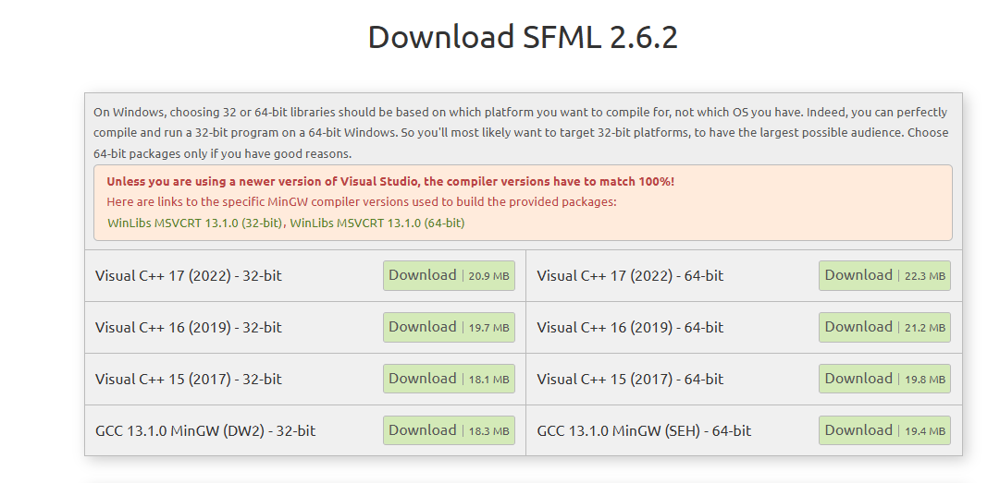 Download SFML 2.6.2
On Windows, choosing 32 or 64-bit libraries should be based on which platform you want to compile for, not which OS you have. Indeed, you can perfectly
compile and run a 32-bit program on a 64-bit Windows. So you'll most likely want to target 32-bit platforms, to have the largest possible audience. Choose
64-bit packages only if you have good reasons.
Unless you are using a newer version of Visual Studio, the compiler versions have to match 100%!
Here are links to the specific MinGW compiler versions used to build the provided packages:
WinLibs MSVCRT 13.1.0 (32-bit), WinLibs MSVCRT 13.1.0 (64-bit)
Visual C++ 17 (2022) - 32-bit Download | 20.9 MB Visual C++ 17 (2022) - 64-bit Download | 22.3 MB
Visual C++ 16 (2019) - 32-bit Download | 19.7 MB Visual C++ 16 (2019) - 64-bit Download | 21.2 MB
Visual C++ 15 (2017) - 32-bit Download | 18.1 MB Visual C++ 15 (2017) - 64-bit Download | 19.8 MB
GCC 13.1.0 MinGW (DW2) - 32-bit Download | 18.3 MB GCC 13.1.0 MinGW (SEH) - 64-bit Download | 19.4 MB